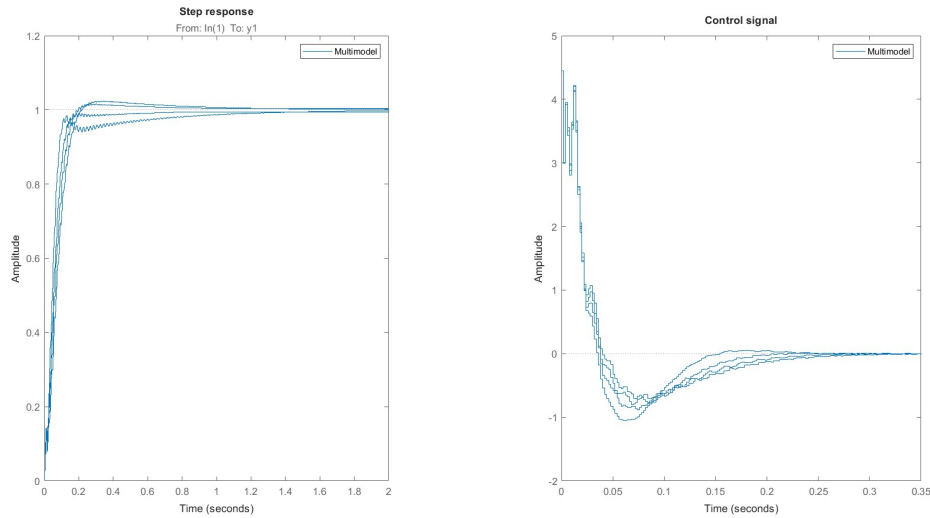 Step response
From: In(1) To: y1
Multimodel
1.2
1
0.8
0.6
0.4
0.2
0
Amplitude
0 0.2 0.4 0.6 0.8 1 1.2 1.4 1.6 1.8 2
Time (seconds)
Control signal
Multimodel
5
4
3
2
1
0
-1
-2
Amplitude
0 0.05 0.1 0.15 0.2 0.25 0.3 0.35
Time (seconds)